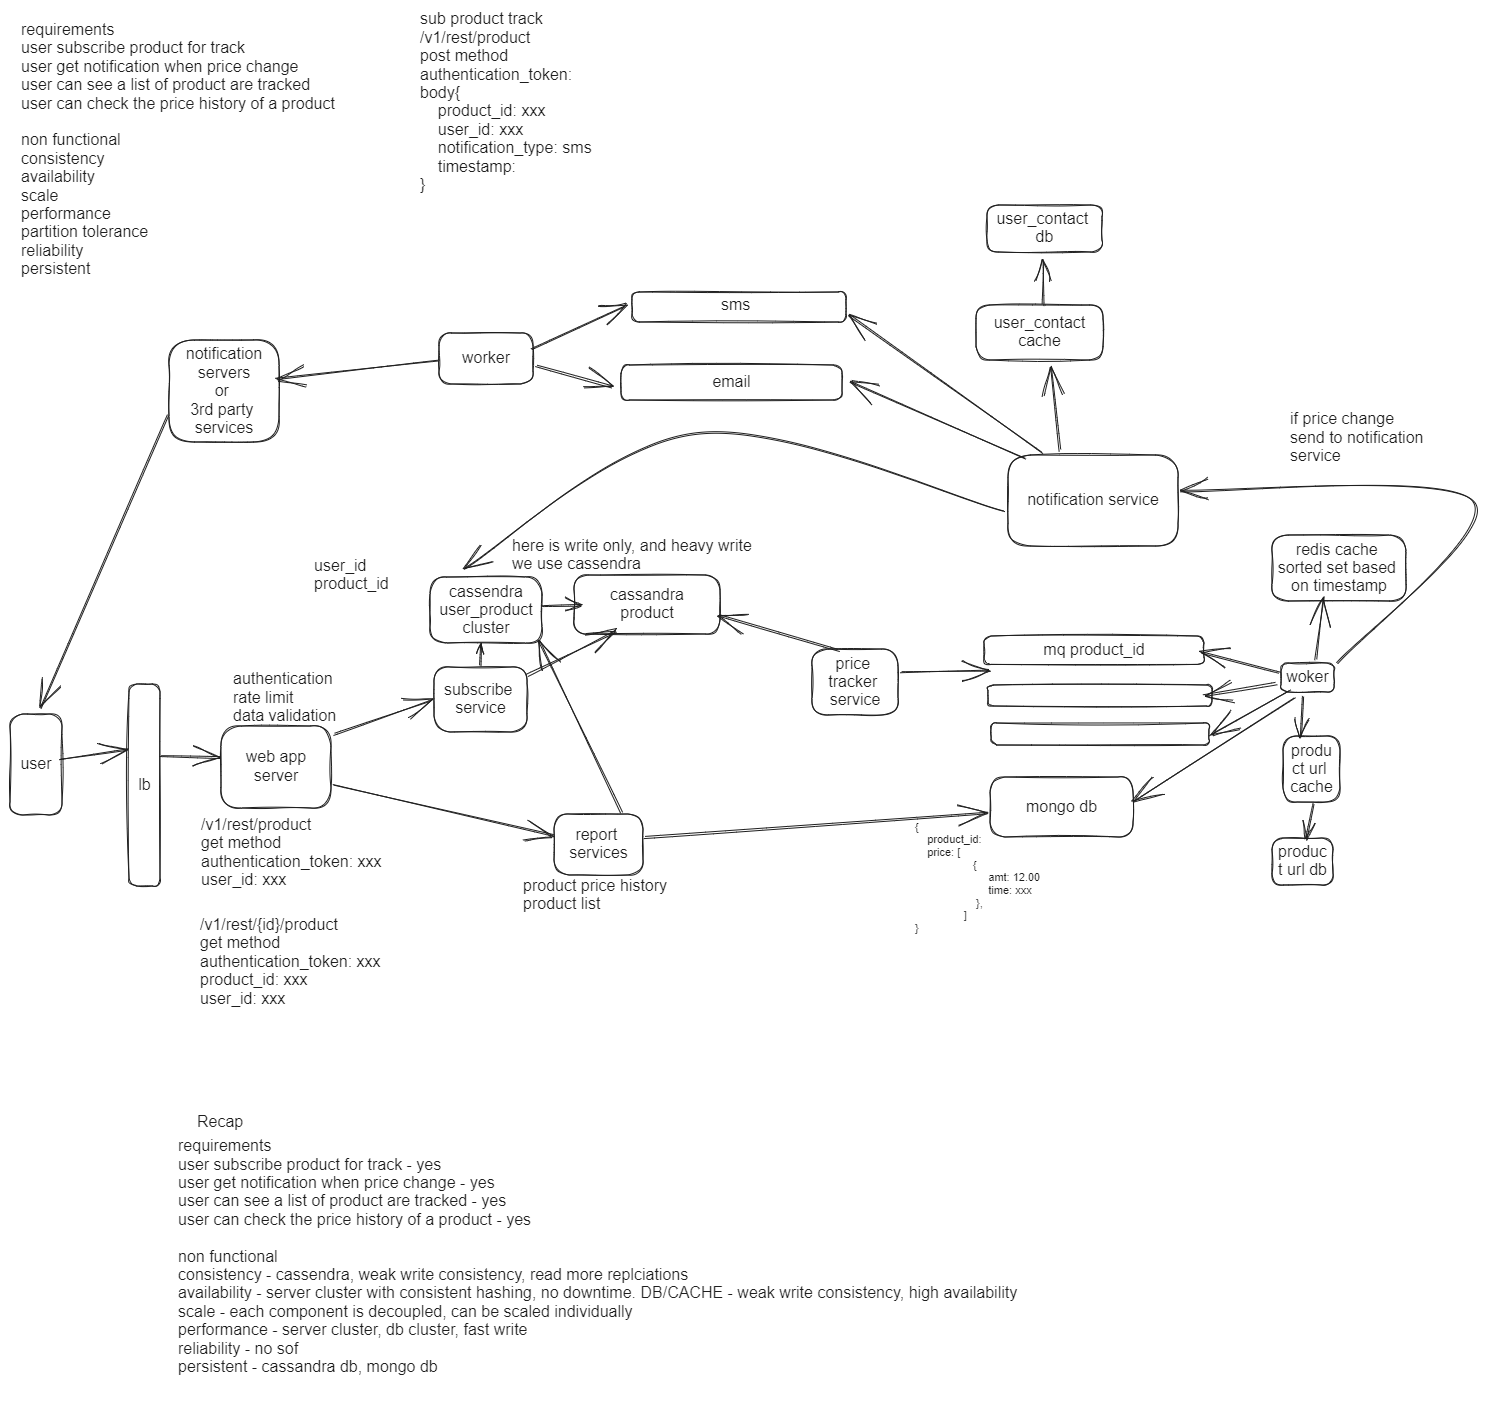 requirements
user subscribe product for track
user get notification when price change
user can see a list of product are tracked
user can check the price history of a product
non functional
consistency
availability
scale
performance
partition tolerance
reliability
persistent
sub product track
/v1/rest/product
post method
authentication_token:
body{
product_id: xxx
user_id: xxx
notification_type: sms
timestamp:
}
user_contact
db
user_contact
cache
sms
email
worker
notification
servers
or
3rd party
services
if price change
send to notification
service
notification service
redis cache
sorted set based
on timestamp
here is write only, and heavy write
we use cassendra
user_id
product_id
cassendra
user_product
cluster
cassandra
product
mq product_id
price
tracker
service
woker
subscribe
service
authentication
rate limit
data validation
user
lb
web app
server
produ
ct url
cache
mongo db
report
services
product price history
product list
produc
t url db
{
product_id:
price: [
{
amt: 12.00
time: xxx
},
]
}
/v1/rest/product
get method
authentication_token: xxx
user_id: xxx
/v1/rest/{id}/product
get method
authentication_token: xxx
product_id: xxx
user_id: xxx
Recap
requirements
user subscribe product for track - yes
user get notification when price change - yes
user can see a list of product are tracked - yes
user can check the price history of a product - yes
non functional
consistency - cassendra, weak write consistency, read more replciations
availability - server cluster with consistent hashing, no downtime. DB/CACHE - weak write consistency, high availability
scale - each component is decoupled, can be scaled individually
performance - server cluster, db cluster, fast write
reliability - no sof
persistent - cassandra db, mongo db